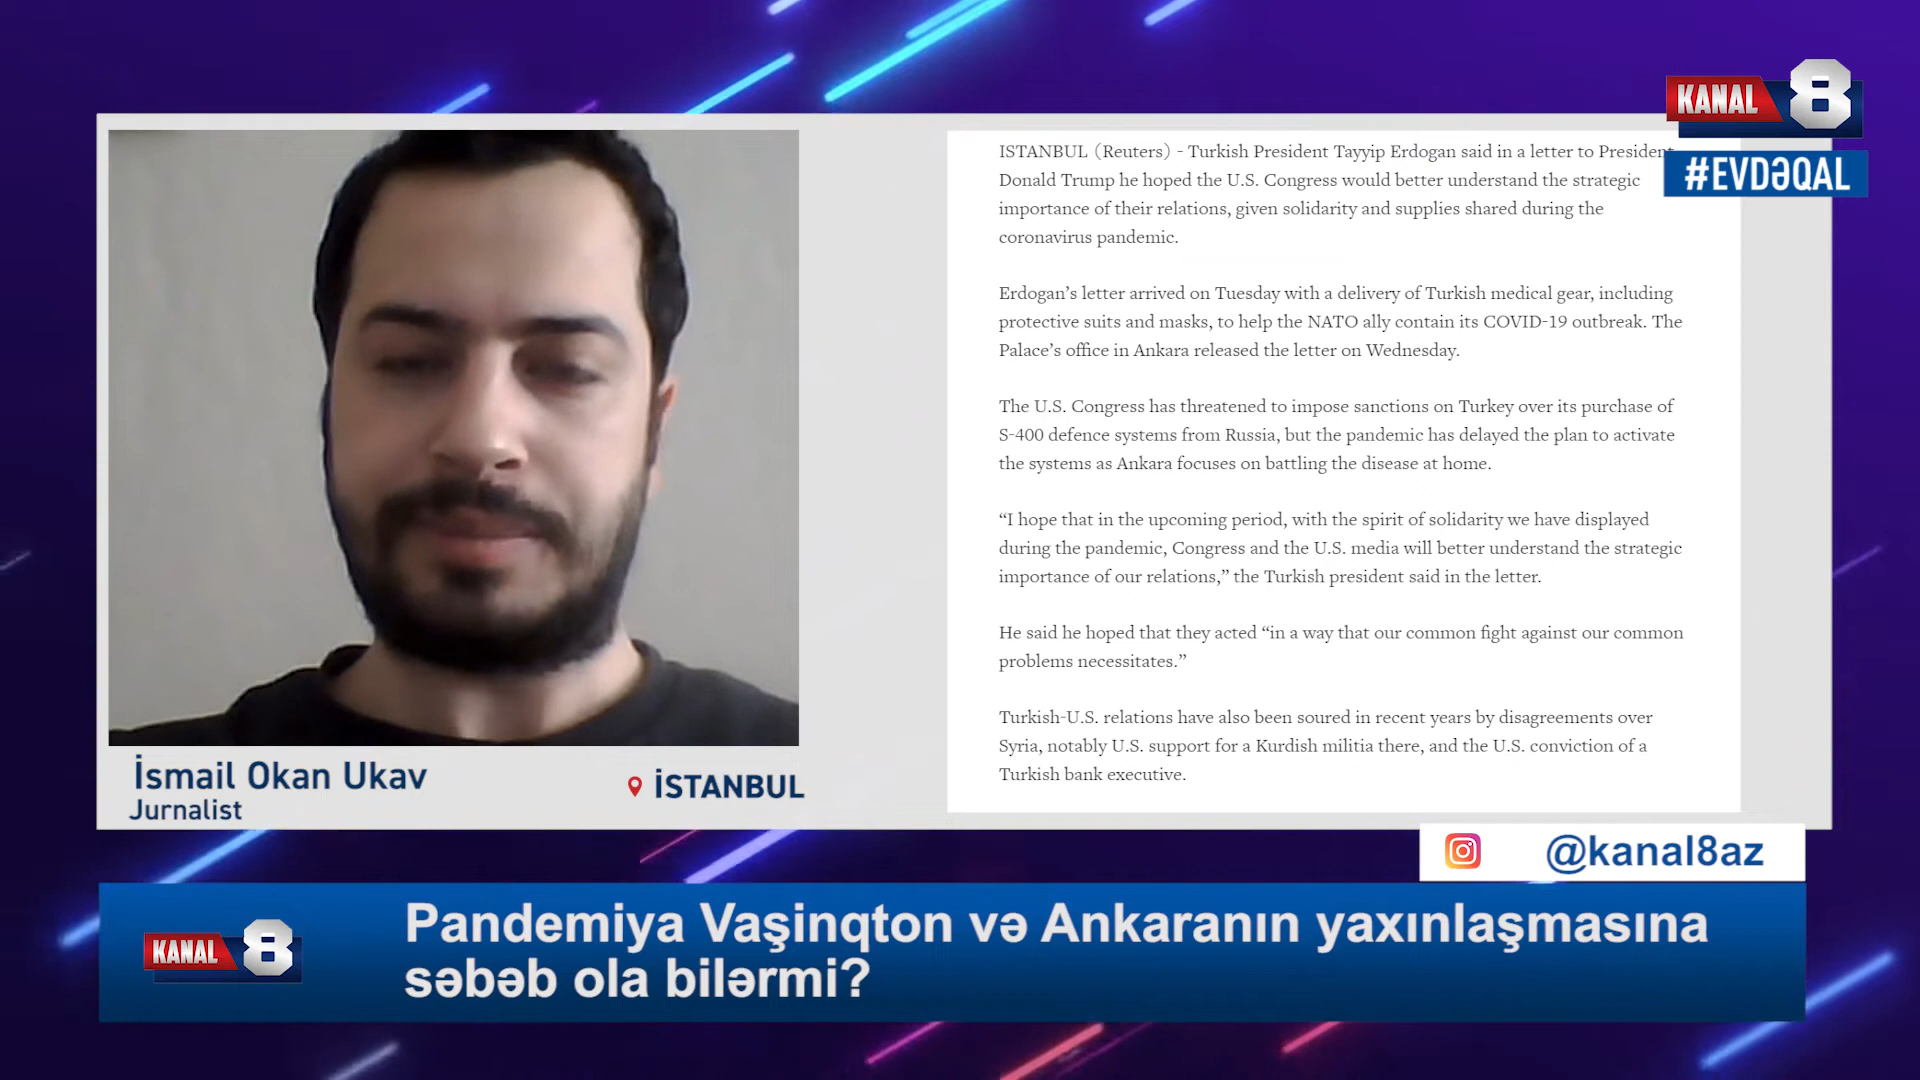 KANAL 8
#EVDƏQAL
ISTANBUL (Reuters) - Turkish President Tayyip Erdogan said in a letter to President
Donald Trump he hoped the U.S. Congress would better understand the strategic
importance of their relations, given solidarity and supplies shared during the
coronavirus pandemic.
Erdogan’s letter arrived on Tuesday with a delivery of Turkish medical gear, including
protective suits and masks, to help the NATO ally contain its COVID-19 outbreak. The
Palace’s office in Ankara released the letter on Wednesday.
The U.S. Congress has threatened to impose sanctions on Turkey over its purchase of
S-400 defence systems from Russia, but the pandemic has delayed the plan to activate
the systems as Ankara focuses on battling the disease at home.
“I hope that in the upcoming period, with the spirit of solidarity we have displayed
during the pandemic, Congress and the U.S. media will better understand the strategic
importance of our relations,” the Turkish president said in the letter.
He said he hoped that they acted “in a way that our common fight against our common
problems necessitates.”
Turkish-U.S. relations have also been soured in recent years by disagreements over
Syria, notably U.S. support for a Kurdish militia there, and the U.S. conviction of a
Turkish bank executive.
İsmail Okan Ukav
Jurnalist
İSTANBUL
@kanal8az
KANAL 8
Pandemiya Vaşinqton və Ankaranın yaxınlaşmasına
səbəb ola bilərmi?